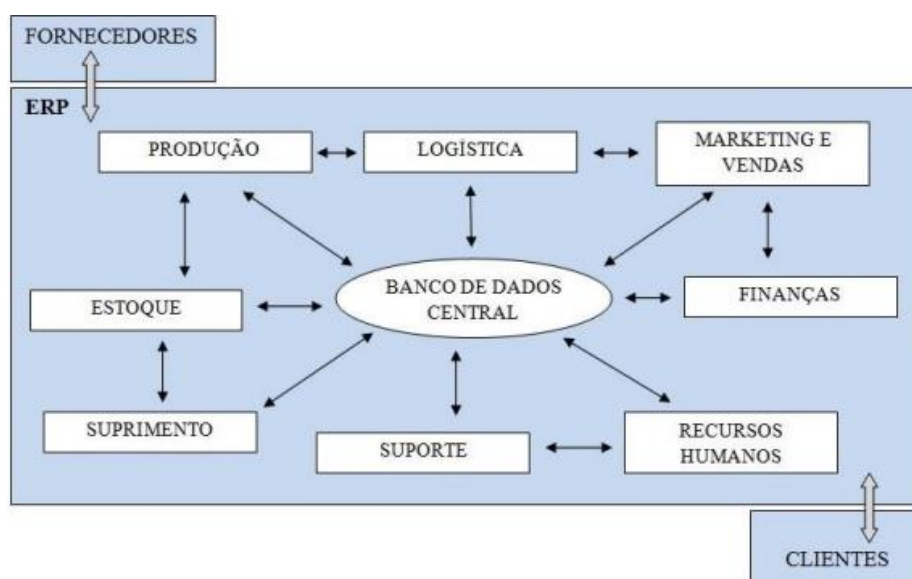 FORNECEDORES
ERP
PRODUÇÃO
LOGÍSTICA
MARKETING E
VENDAS
ESTOQUE
BANCO DE DADOS
CENTRAL
FINANÇAS
SUPRIMENTO
SUPORTE
RECURSOS
HUMANOS
CLIENTES